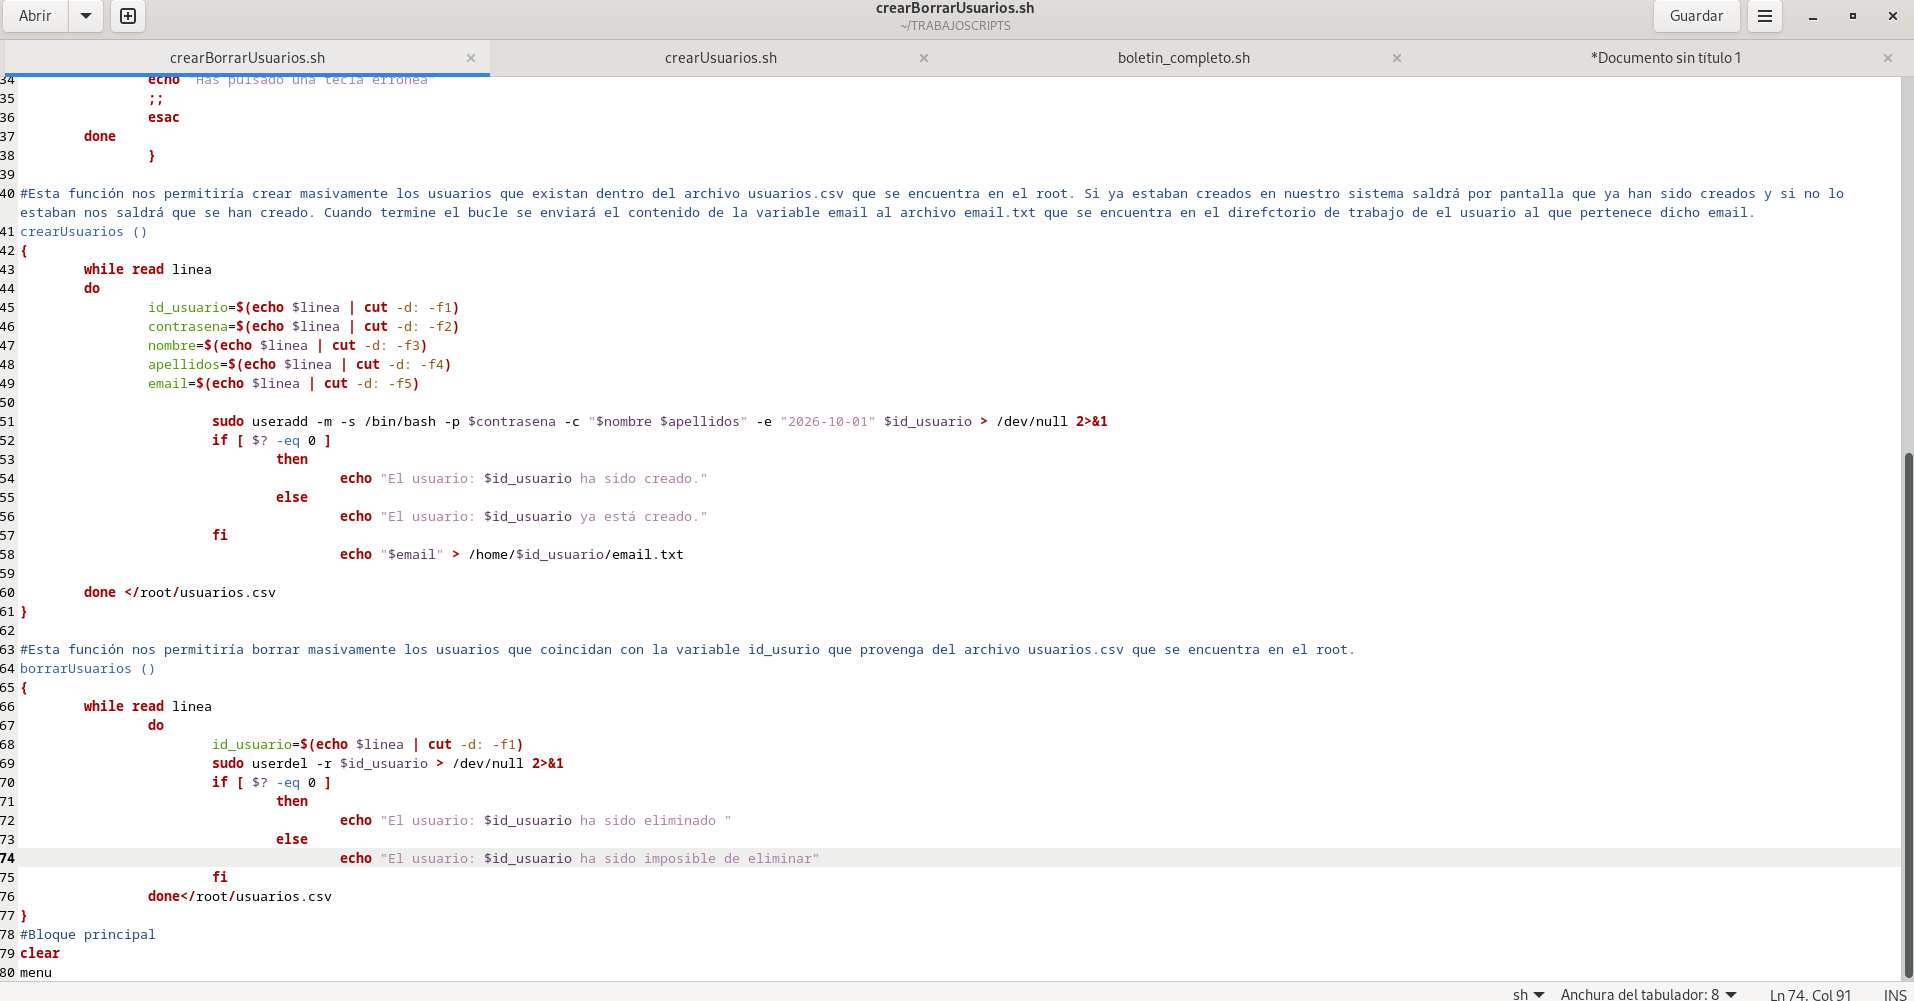 Abrir
crearBorrarUsuarios.sh
~/TRABAJOSCRIPTS
Guardar
crearBorrarUsuarios.sh
crearUsuarios.sh
boletin_completo.sh
*Documento sin título 1
34 echo "Has pulsado una tecla erronea"
35 ;;
36 esac
37 done
38 }
39
40 #Esta función nos permitiría crear masivamente los usuarios que existan dentro del archivo usuarios.csv que se encuentra en el root. Si ya estaban creados en nuestro sistema saldrá por pantalla que ya han sido creados y si no lo
estaban nos saldrá que se han creado. Cuando termine el bucle se enviará el contenido de la variable email al archivo email.txt que se encuentra en el direfctorio de trabajo de el usuario al que pertenece dicho email.
41 crearUsuarios ()
42 {
43 while read linea
44 do
45 id_usuario=$(echo $linea | cut -d: -f1)
46 contrasena=$(echo $linea | cut -d: -f2)
47 nombre=$(echo $linea | cut -d: -f3)
48 apellidos=$(echo $linea | cut -d: -f4)
49 email=$(echo $linea | cut -d: -f5)
50
51 sudo useradd -m -s /bin/bash -p $contrasena -c "$nombre $apellidos" -e "2026-10-01" $id_usuario > /dev/null 2>&1
52 if [ $? -eq 0 ]
53 then
54 echo "El usuario: $id_usuario ha sido creado."
55 else
56 echo "El usuario: $id_usuario ya está creado."
57 fi
58 echo "$email" > /home/$id_usuario/email.txt
59
60 done </root/usuarios.csv
61 }
62
63 #Esta función nos permitiría borrar masivamente los usuarios que coincidan con la variable id_usurio que provenga del archivo usuarios.csv que se encuentra en el root.
64 borrarUsuarios ()
65 {
66 while read linea
67 do
68 id_usuario=$(echo $linea | cut -d: -f1)
69 sudo userdel -r $id_usuario > /dev/null 2>&1
70 if [ $? -eq 0 ]
71 then
72 echo "El usuario: $id_usuario ha sido eliminado "
73 else
74 echo "El usuario: $id_usuario ha sido imposible de eliminar"
75 fi
76 done</root/usuarios.csv
77 }
78 #Bloque principal
79 clear
80 menu
sh
Anchura del tabulador: 8
Ln 74, Col 91
INS